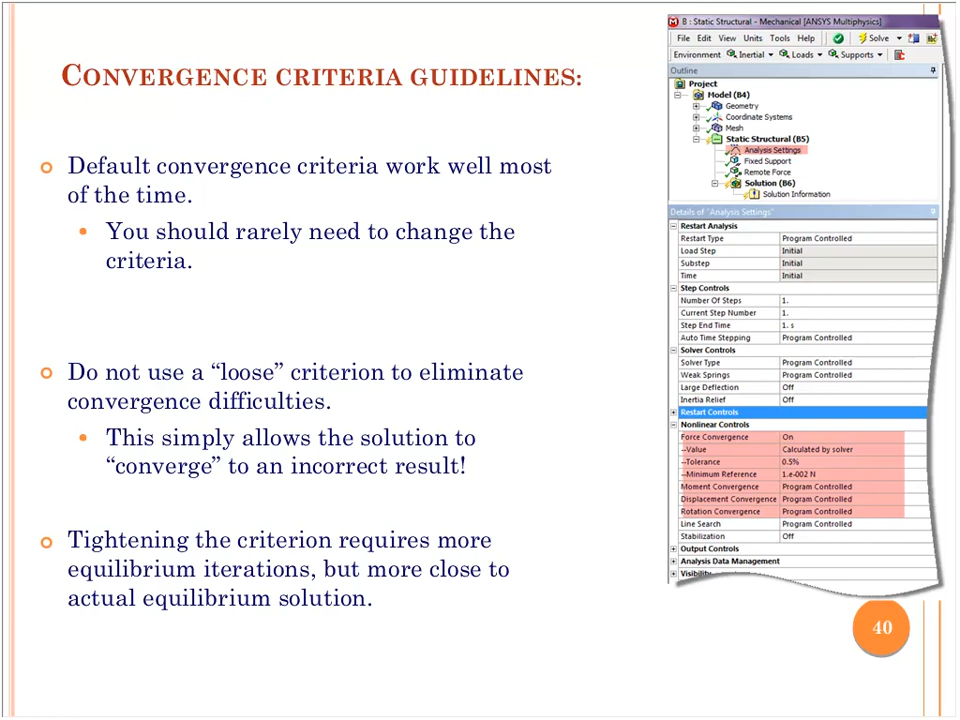 CONVERGENCE CRITERIA GUIDELINES:
Default convergence criteria work well most
of the time.
You should rarely need to change the
criteria.
Do not use a “loose” criterion to eliminate
convergence difficulties.
This simply allows the solution to
“converge” to an incorrect result!
Tightening the criterion requires more
equilibrium iterations, but more close to
actual equilibrium solution.
B : Static Structural - Mechanical [ANSYS Multiphysics]
File Edit View Units Tools Help Solve
Environment Inertial Loads Supports
Outline
Project
Model (B4)
Geometry
Coordinate Systems
Mesh
Static Structural (B5)
Analysis Settings
Fixed Support
Remote Force
Solution (B6)
Solution Information
Details of "Analysis Settings"
Restart Analysis
Restart Type Program Controlled
Load Step Initial
Substep Initial
Time Initial
Step Controls
Number Of Steps 1.
Current Step Number 1.
Step End Time 1. s
Auto Time Stepping Program Controlled
Solver Controls
Solver Type Program Controlled
Weak Springs Program Controlled
Large Deflection Off
Inertia Relief Off
Restart Controls
Nonlinear Controls
Force Convergence On
--Value Calculated by solver
--Tolerance 0.5%
--Minimum Reference 1.e-002 N
Moment Convergence Program Controlled
Displacement Convergence Program Controlled
Rotation Convergence Program Controlled
Line Search Program Controlled
Stabilization Off
Output Controls
Analysis Data Management
Visibility
40